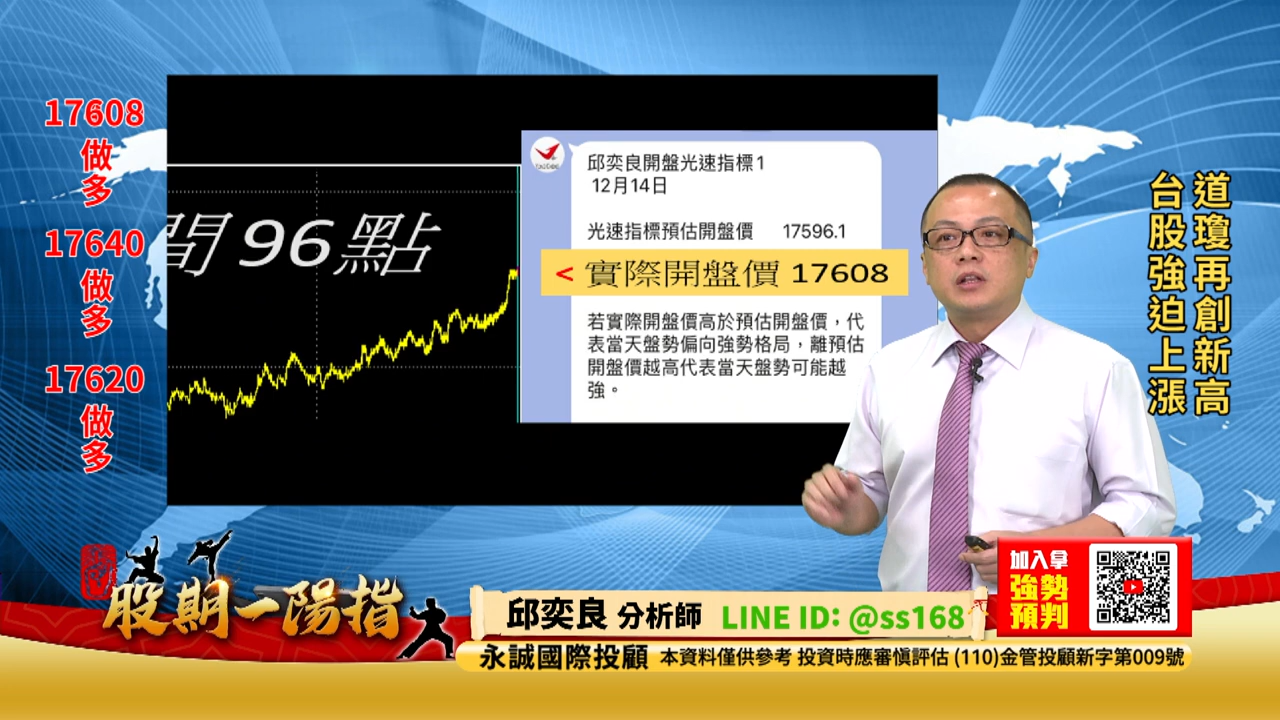 17608
做
多
17640
做
多
17620
做
多
間 96 點
邱奕良開盤光速指標1
12月14日
光速指標預估開盤價 17596.1
< 實際開盤價 17608
若實際開盤價高於預估開盤價，代
表當天盤勢偏向強勢格局，離預估
開盤價越高代表當天盤勢可能越
強。
道瓊再創新高
台股強迫上漲
股期一陽指
加入拿
強勢
預判
邱奕良 分析師 LINE ID: @ss168
永誠國際投顧 本資料僅供參考 投資時應審慎評估 (110)金管投顧新字第009號